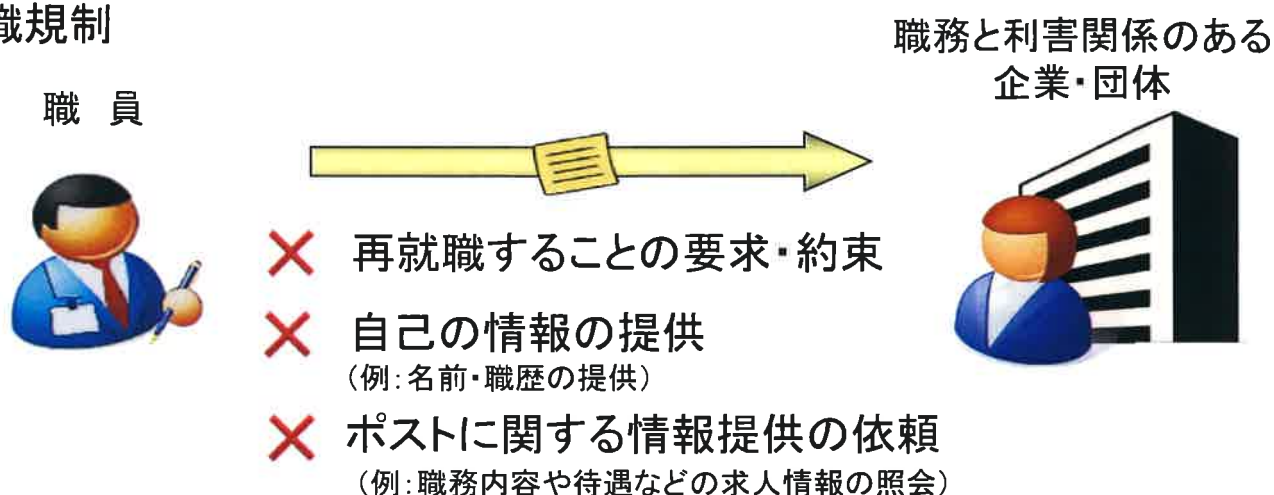 職規制
職務と利害関係のある
企業・団体
職 員
再就職することの要求・約束
自己の情報の提供
(例:名前・職歴の提供)
ポストに関する情報提供の依頼
(例:職務内容や待遇などの求人情報の照会)